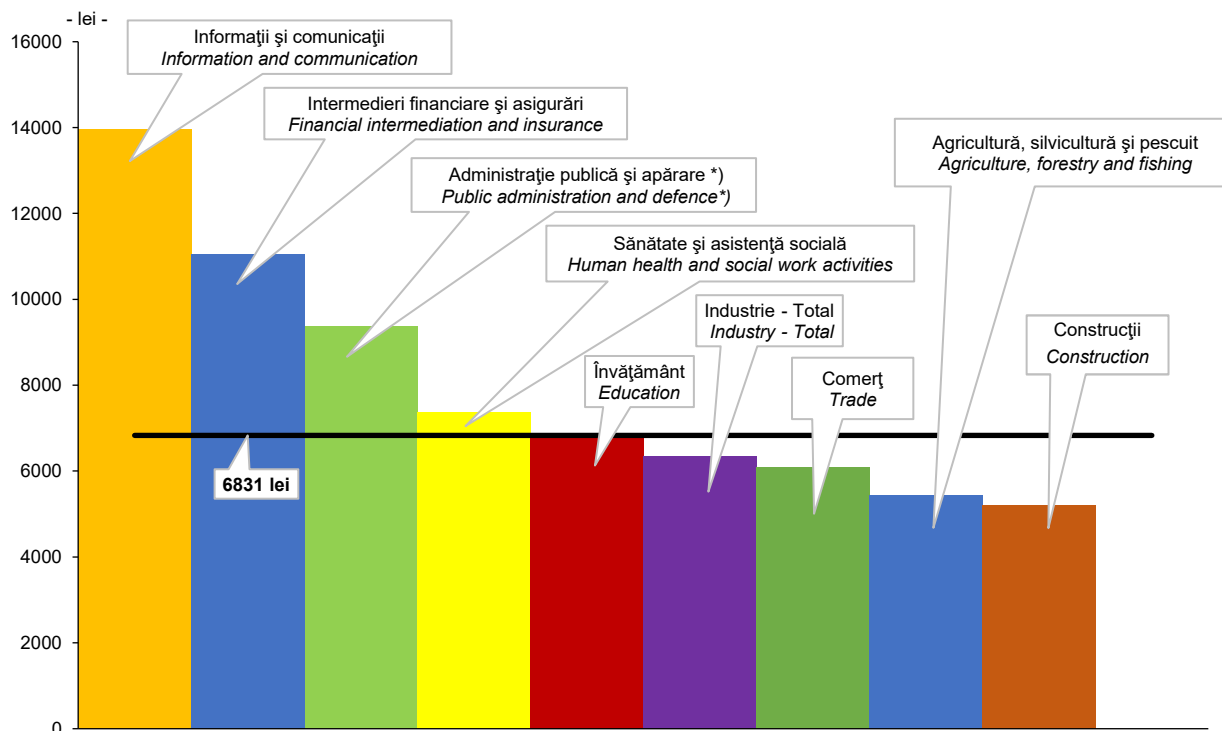 - lei -
16000
14000
12000
10000
8000
6000
4000
2000
0
Informaţii şi comunicaţii
Information and communication
Intermedieri financiare şi asigurări
Financial intermediation and insurance
Administraţie publică şi apărare *)
Public administration and defence*)
Sănătate şi asistenţă socială
Human health and social work activities
Învăţământ
Education
Industrie - Total
Industry - Total
Comerţ
Trade
Agricultură, silvicultură şi pescuit
Agriculture, forestry and fishing
Construcţii
Construction
6831 lei